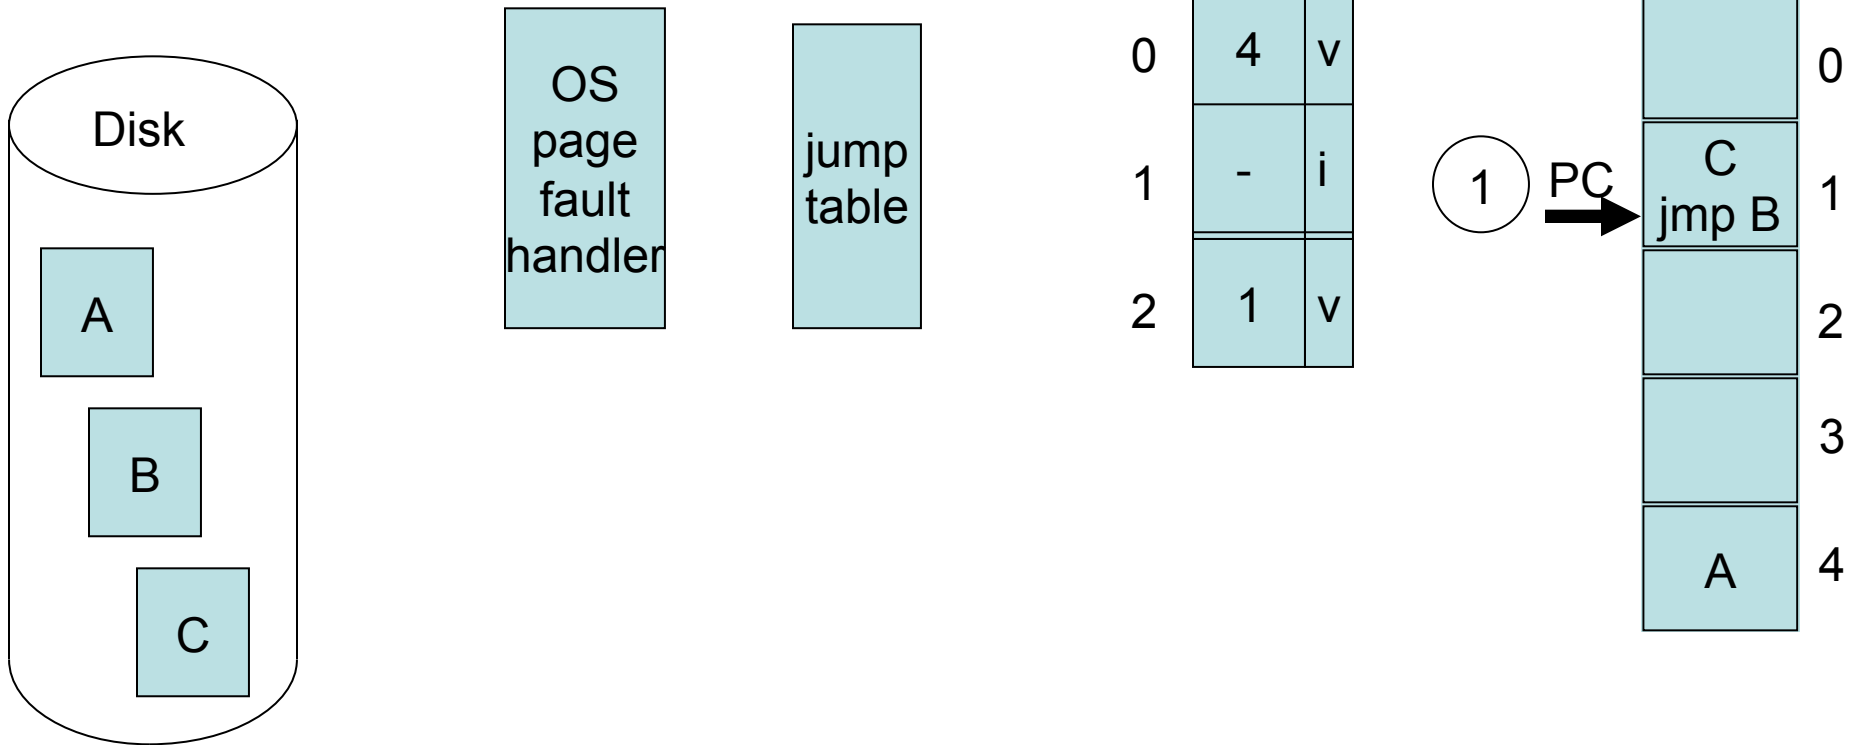 Disk
A
B
C
OS
page
fault
handler
jump
table
0 4 v
1 - i
2 1 v
1
PC
0
C
jmp B
1
2
3
A
4